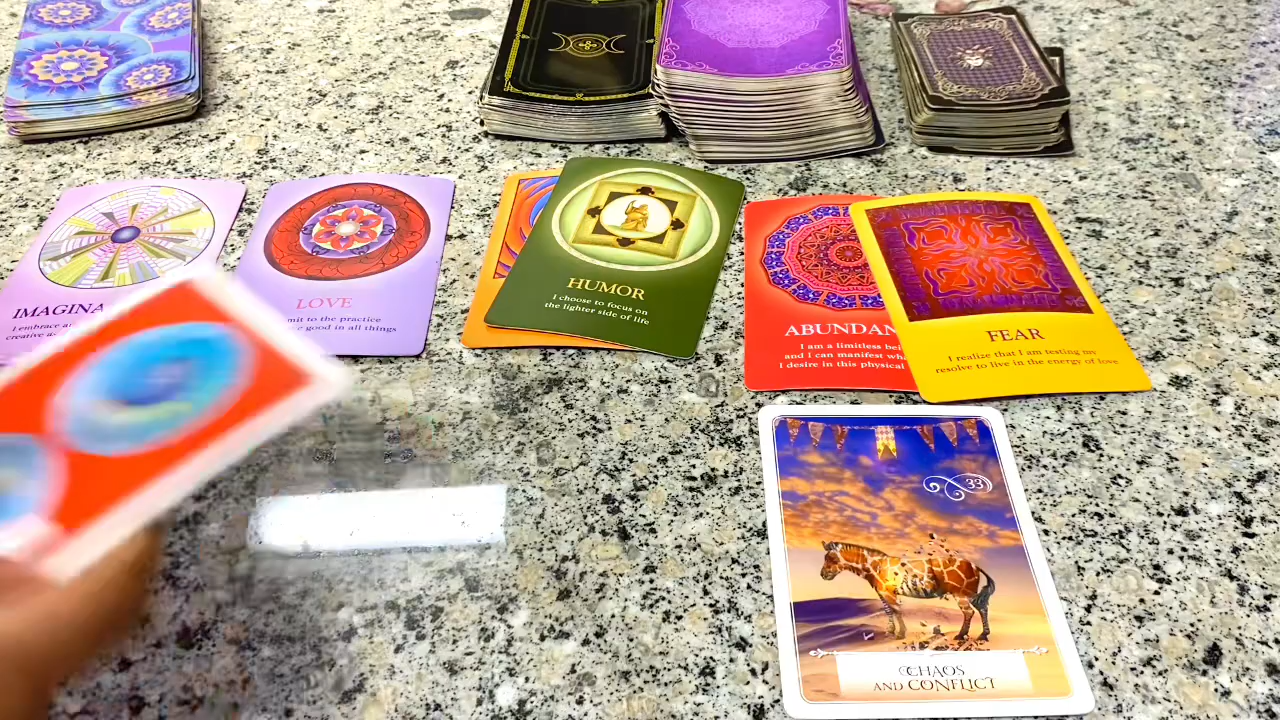 IMAGINA
I embrace
creative
LOVE
mit to the practice
e good in all things
HUMOR
I choose to focus on
the lighter side of life
ABUNDAN
I am a limitless bei
and I can manifest wh
I desire in this physical
FEAR
I realize that I am testing my
resolve to live in the energy of love
33
CHAOS
AND CONFLICT